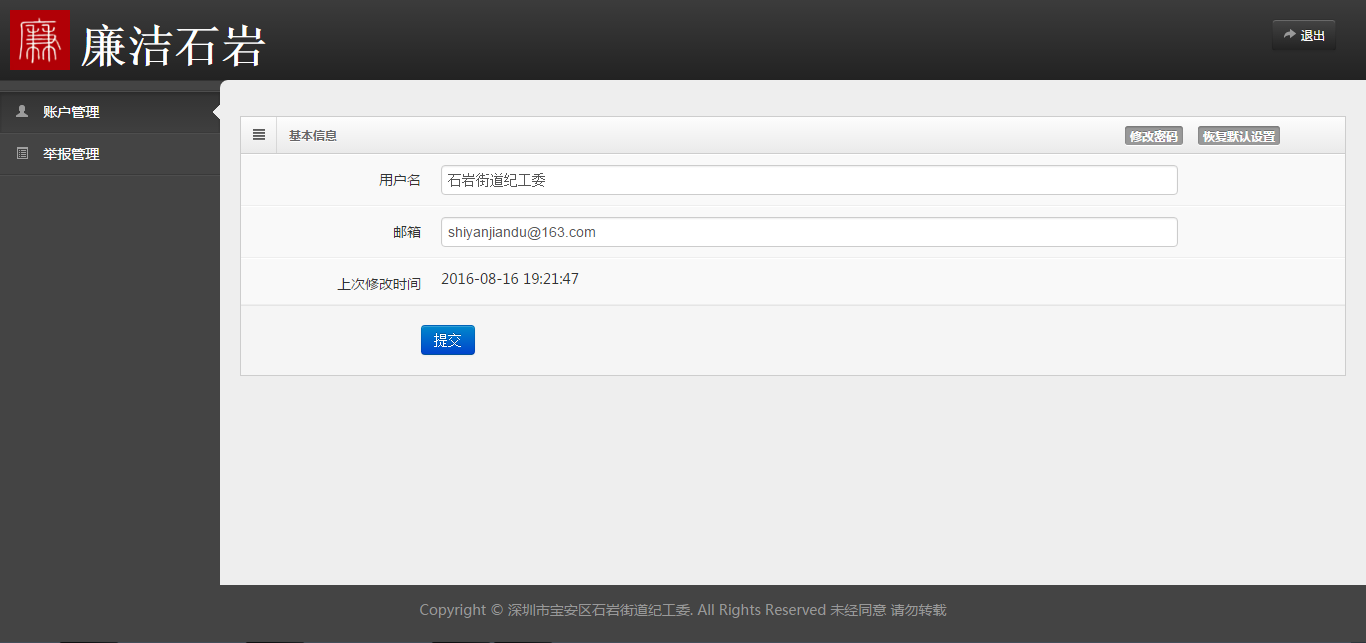 廉 廉洁石岩
退出
账户管理
举报管理
基本信息
修改密码 恢复默认设置
用户名 石岩街道纪工委
邮箱 shiyanjiandu@163.com
上次修改时间 2016-08-16 19:21:47
提交
Copyright © 深圳市宝安区石岩街道纪工委. All Rights Reserved 未经同意 请勿转载